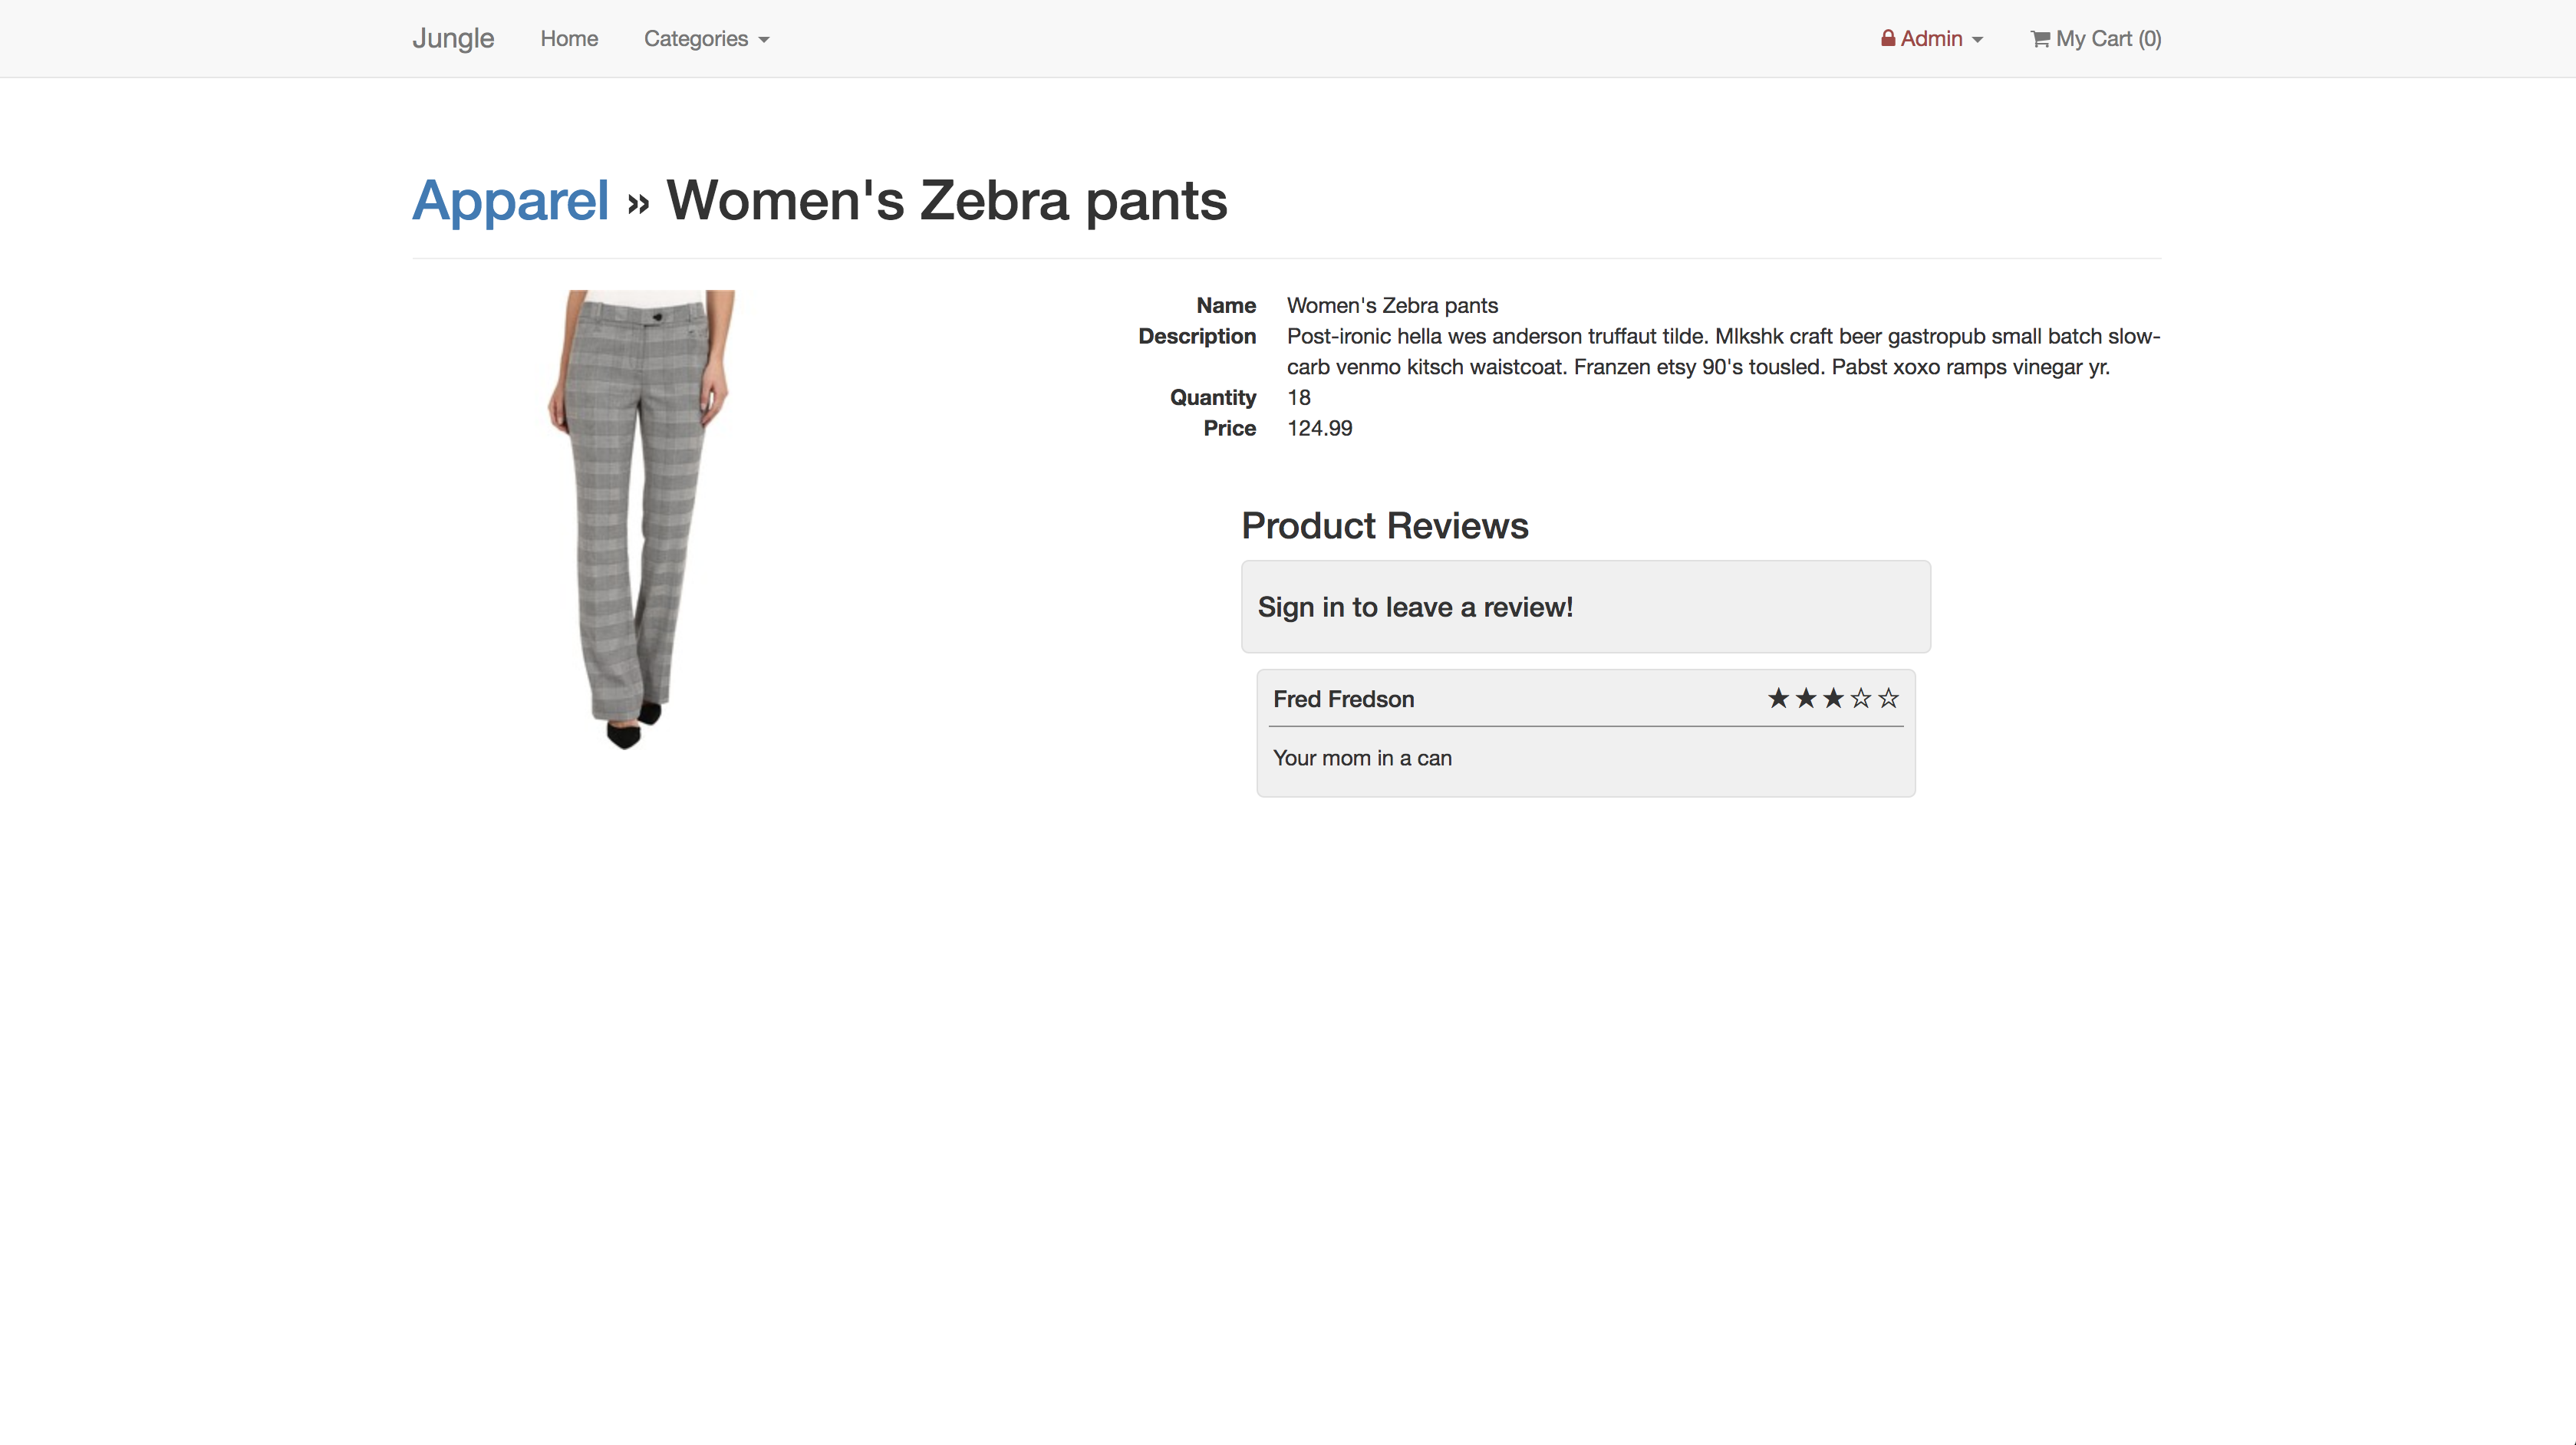 Jungle Home Categories Admin My Cart (0)
Apparel » Women's Zebra pants
Name Women's Zebra pants
Description Post-ironic hella wes anderson truffaut tilde. Mlkshk craft beer gastropub small batch slow-
carb venmo kitsch waistcoat. Franzen etsy 90's tousled. Pabst xoxo ramps vinegar yr.
Quantity 18
Price 124.99
Product Reviews
Sign in to leave a review!
Fred Fredson ★★★☆☆
Your mom in a can